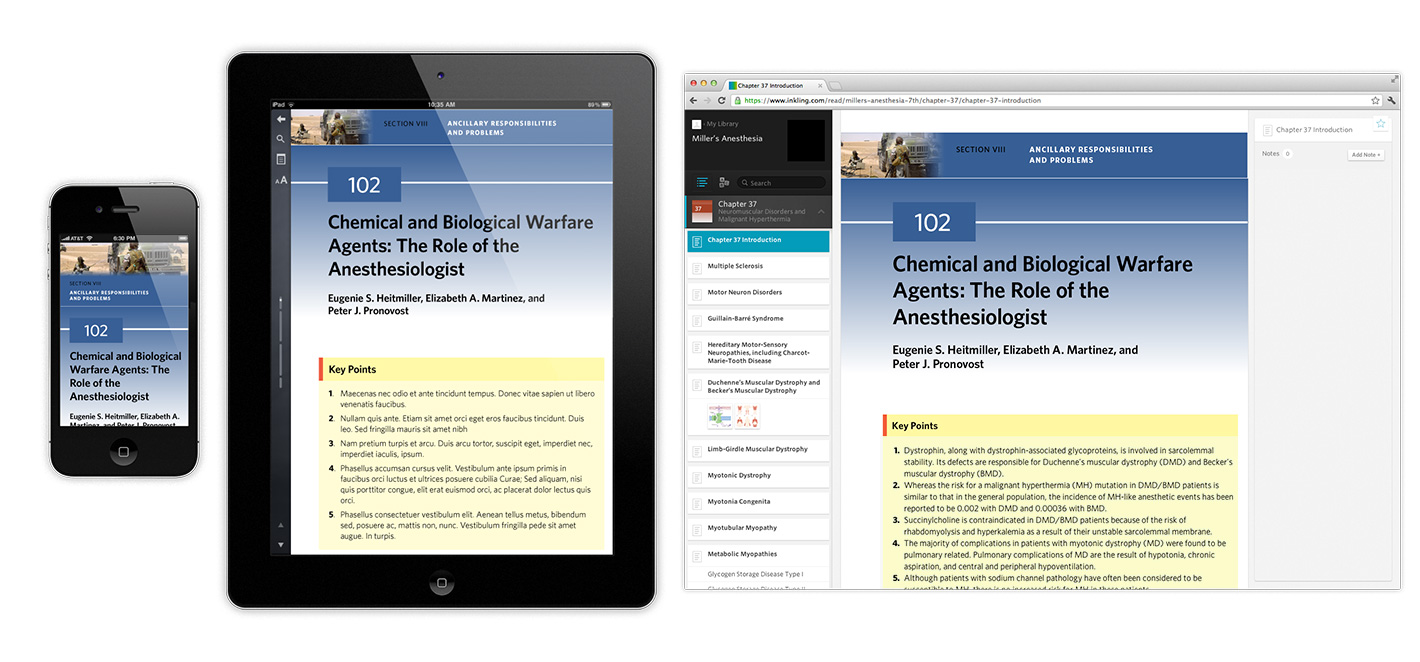 AT&T 6:30 PM
SECTION VIII
ANCILLARY RESPONSIBILITIES
AND PROBLEMS
102
Chemical and Biological
Warfare Agents: The
Role of the
Anesthesiologist
Eugenie S. Heitmiller, Elizabeth A.
Martinez, and Peter J. Pronovost
iPad 10:35 AM 89%
SECTION VIII ANCILLARY RESPONSIBILITIES
AND PROBLEMS
AA
102
Chemical and Biological Warfare
Agents: The Role of the
Anesthesiologist
Eugenie S. Heitmiller, Elizabeth A. Martinez, and
Peter J. Pronovost
Key Points
1 Maecenas nec odio et ante tincidunt tempus. Donec vitae sapien ut libero
venenatis faucibus.
2 Nullam quis ante. Etiam sit amet orci eget eros faucibus tincidunt. Duis
leo. Sed fringilla mauris sit amet nibh
3 Nam pretium turpis et arcu. Duis arcu tortor, suscipit eget, imperdiet nec,
imperdiet iaculis, ipsum.
4 Phasellus accumsan cursus velit. Vestibulum ante ipsum primis in
faucibus orci luctus et ultrices posuere cubilia Curae; Sed aliquam, nisi
quis porttitor congue, elit erat euismod orci, ac placerat dolor lectus quis
orci.
5 Phasellus consectetuer vestibulum elit. Aenean tellus metus, bibendum
sed, posuere ac, mattis non, nunc. Vestibulum fringilla pede sit amet
augue. In turpis.
Chapter 37 Introduction
https://www.inkling.com/read/millers-anesthesia-7th/chapter-37/chapter-37-introduction
My Library
Miller's Anesthesia
Search
37
Chapter 37
Neuromuscular Disorders and
Malignant Hyperthermia
Chapter 37 Introduction
Multiple Sclerosis
Motor Neuron Disorders
Guillain-Barré Syndrome
Hereditary Motor-Sensory
Neuropathies, including Charcot-
Marie-Tooth Disease
Duchenne's Muscular Dystrophy and
Becker's Muscular Dystrophy
Limb-Girdle Muscular Dystrophy
Myotonic Dystrophy
Myotonia Congenita
Myotubular Myopathy
Metabolic Myopathies
Glycogen Storage Disease Type I
Glycogen Storage Disease Type II
SECTION VIII ANCILLARY RESPONSIBILITIES
AND PROBLEMS
102
Chemical and Biological Warfare
Agents: The Role of the
Anesthesiologist
Eugenie S. Heitmiller, Elizabeth A. Martinez, and
Peter J. Pronovost
Key Points
1. Dystrophin, along with dystrophin-associated glycoproteins, is involved in sarcolemmal
stability. Its defects are responsible for Duchenne's muscular dystrophy (DMD) and Becker's
muscular dystrophy (BMD).
2. Whereas the risk for a malignant hyperthermia (MH) mutation in DMD/BMD patients is
similar to that in the general population, the incidence of MH-like anesthetic events has been
reported to be 0.002 with DMD and 0.00036 with BMD.
3. Succinylcholine is contraindicated in DMD/BMD patients because of the risk of
rhabdomyolysis and hyperkalemia as a result of their unstable sarcolemmal membrane.
4. The majority of complications in patients with myotonic dystrophy (MD) were found to be
pulmonary related. Pulmonary complications of MD are the result of hypotonia, chronic
aspiration, and central and peripheral hypoventilation.
5. Although patients with sodium channel pathology have often been considered to be
susceptible to MH, there is no increased risk for MH in these patients.
Chapter 37 Introduction
Notes 0 Add Note +